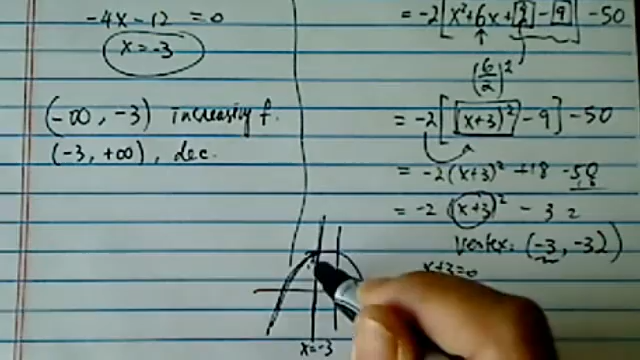 -4x-12=0
x=-3
(-∞, -3) increasing f.
(-3, +∞), dec.
= -2[x²+6x+9-9]-50
(6/2)²
= -2[(x+3)²-9]-50
= -2(x+3)²+18-50
= -2(x+3)²-32
Vertex: (-3, -32)
x+3=0
x=-3